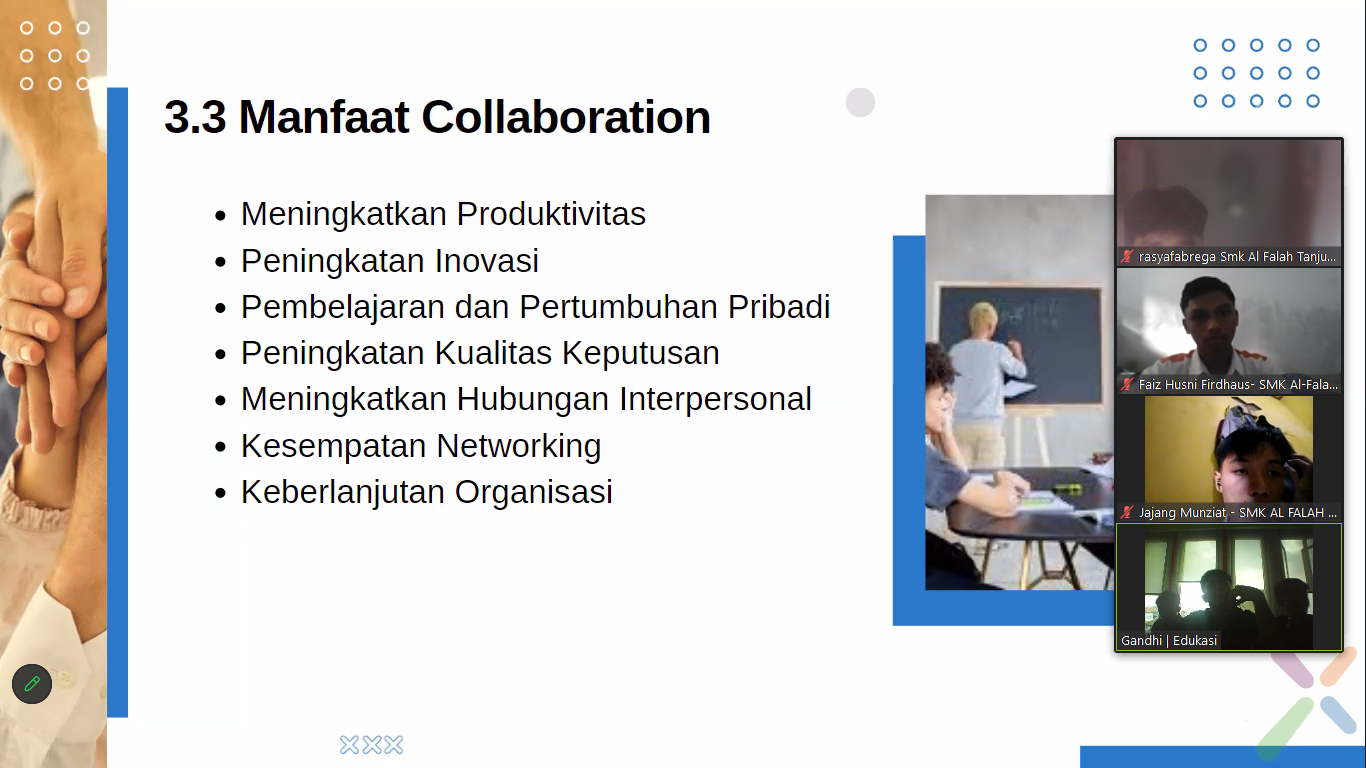 3.3 Manfaat Collaboration
Meningkatkan Produktivitas
Peningkatan Inovasi
Pembelajaran dan Pertumbuhan Pribadi
Peningkatan Kualitas Keputusan
Meningkatkan Hubungan Interpersonal
Kesempatan Networking
Keberlanjutan Organisasi
rasyafabrega Smk Al Falah Tanju...
Faiz Husni Firdhaus- SMK Al-Fala...
Jajang Munziat - SMK AL FALAH ...
Gandhi | Edukasi